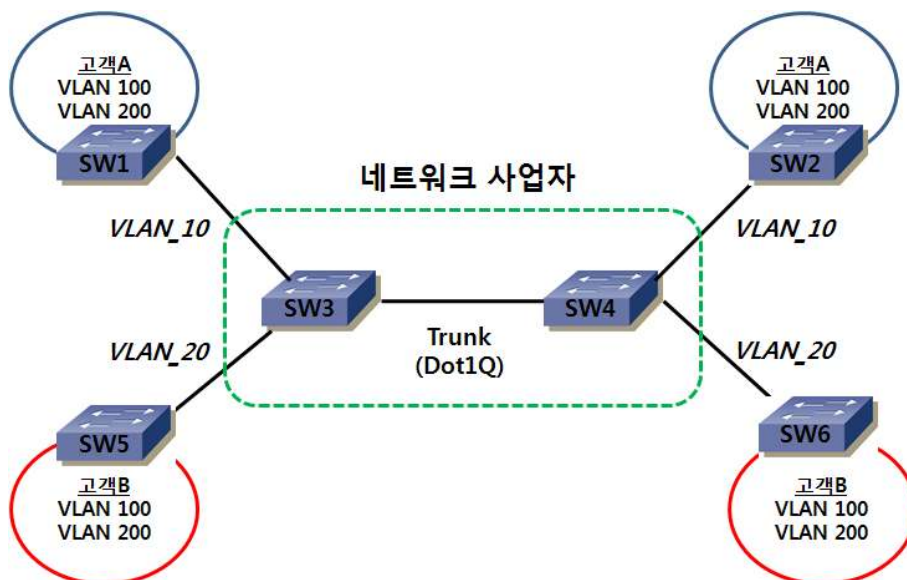 고객A
VLAN 100
VLAN 200
SW1
고객A
VLAN 100
VLAN 200
SW2
네트워크 사업자
VLAN_10
VLAN_10
SW3
SW4
Trunk
(Dot1Q)
VLAN_20
VLAN_20
SW5
고객B
VLAN 100
VLAN 200
SW6
고객B
VLAN 100
VLAN 200